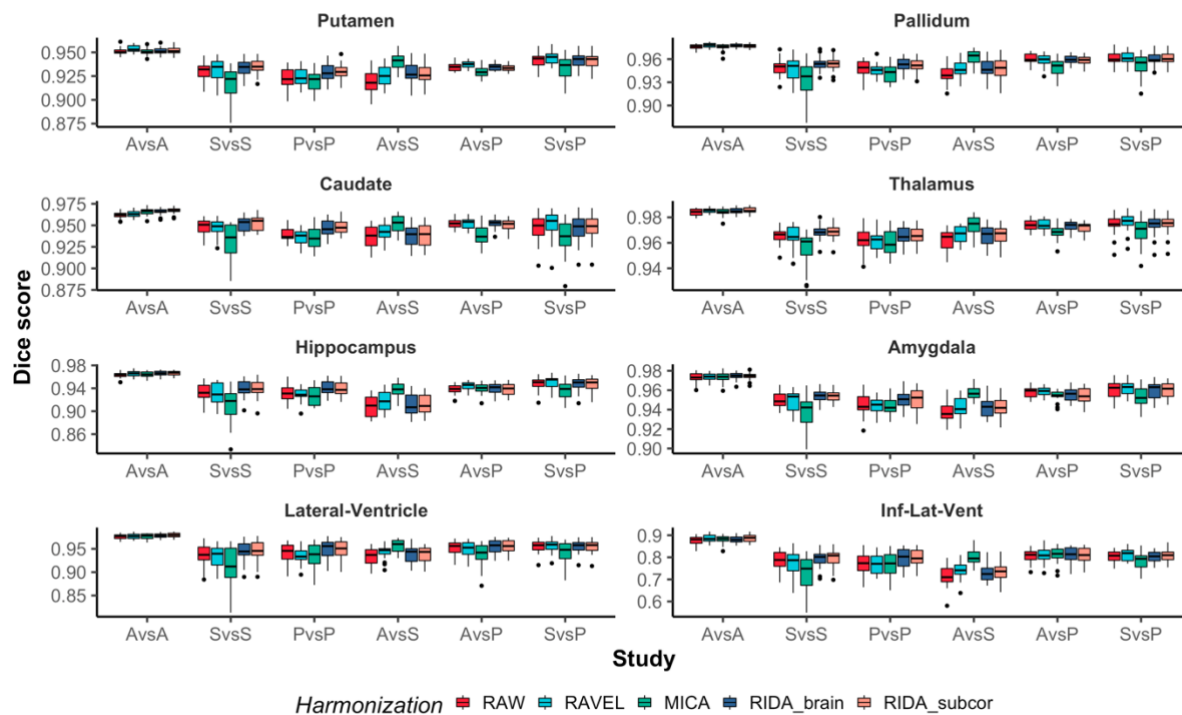 Putamen
0.950
0.925
0.900
0.875
AvsA SvsS PvsP AvsS AvsP SvsP
Pallidum
0.96
0.93
0.90
AvsA SvsS PvsP AvsS AvsP SvsP
Caudate
0.975
0.950
0.925
0.900
0.875
AvsA SvsS PvsP AvsS AvsP SvsP
Thalamus
0.98
0.96
0.94
AvsA SvsS PvsP AvsS AvsP SvsP
Dice score
Hippocampus
0.98
0.94
0.90
0.86
AvsA SvsS PvsP AvsS AvsP SvsP
Amygdala
0.98
0.96
0.94
0.92
0.90
AvsA SvsS PvsP AvsS AvsP SvsP
Lateral-Ventricle
0.95
0.90
0.85
AvsA SvsS PvsP AvsS AvsP SvsP
Inf-Lat-Vent
0.9
0.8
0.7
0.6
AvsA SvsS PvsP AvsS AvsP SvsP
Study
Harmonization RAW RAVEL MICA RIDA_brain RIDA_subcor